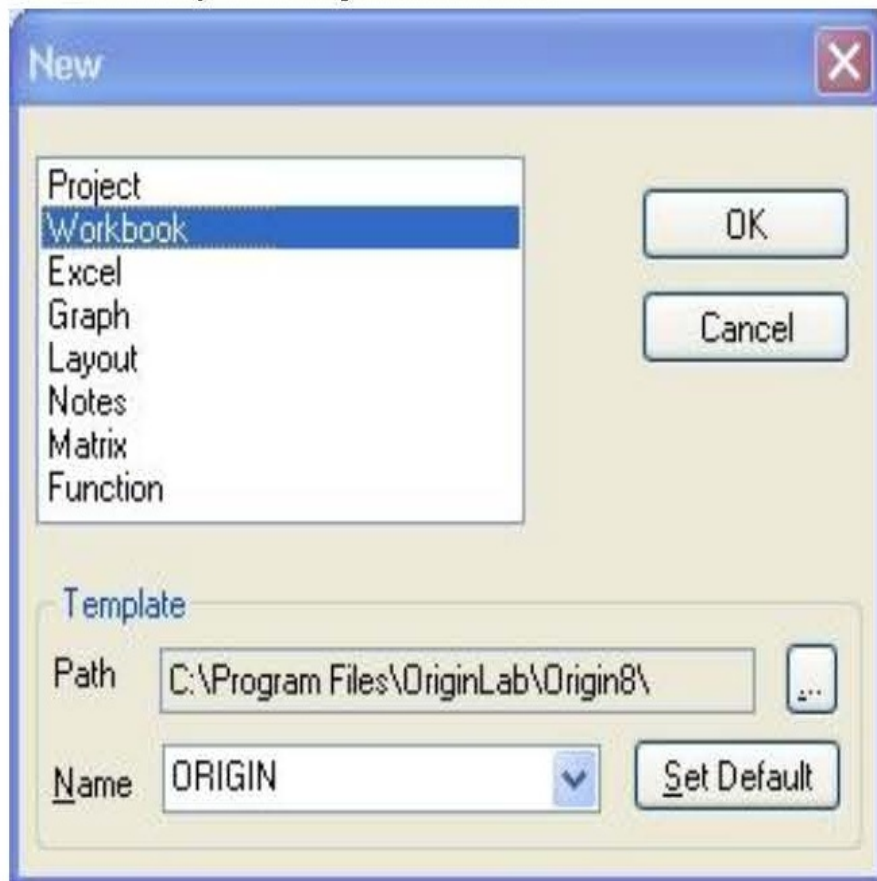 New
Project
Workbook
Excel
Graph
Layout
Notes
Matrix
Function
OK
Cancel
Template
Path C:\Program Files\OriginLab\Origin8\ ...
Name ORIGIN Set Default